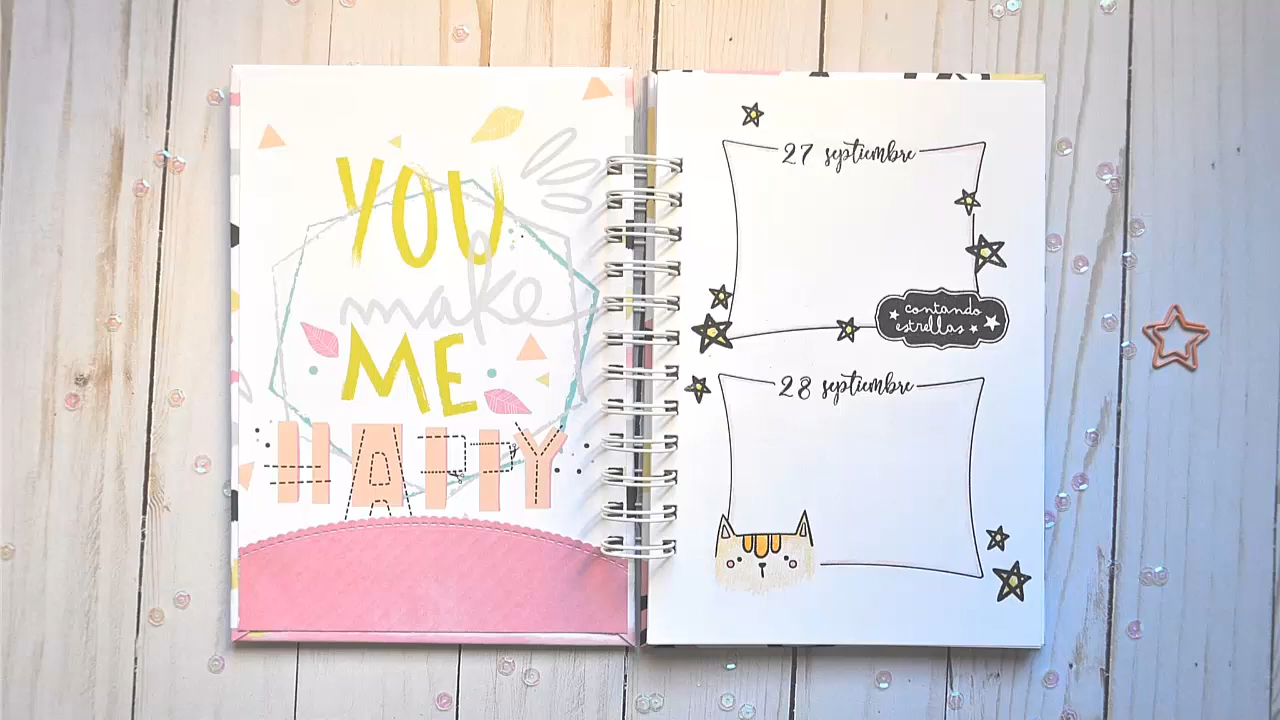 YOU
make
ME
HAPPY
27 septiembre
contando
estrellas
28 septiembre